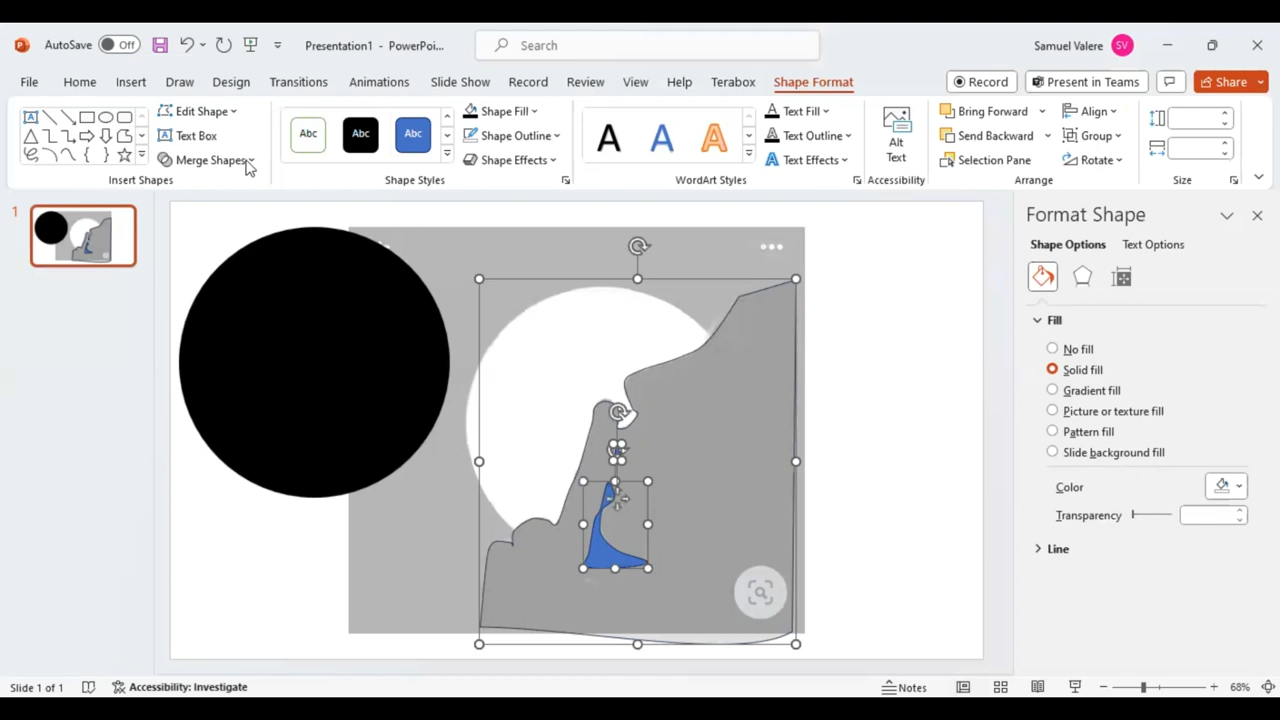 AutoSave Off Presentation1 - PowerPoi... Search Samuel Valere SV
File Home Insert Draw Design Transitions Animations Slide Show Record Review View Help Terabox Shape Format Record Present in Teams Share
Edit Shape Abc Abc Abc Shape Fill A A A Text Fill Alt Text Bring Forward Align
Text Box Shape Outline Text Outline Send Backward Group
Merge Shapes Shape Effects Text Effects Selection Pane Rotate
Insert Shapes Shape Styles WordArt Styles Accessibility Arrange Size
1
Format Shape
Shape Options Text Options
Fill
No fill
Solid fill
Gradient fill
Picture or texture fill
Pattern fill
Slide background fill
Color
Transparency
Line
Slide 1 of 1 Accessibility: Investigate Notes 68%